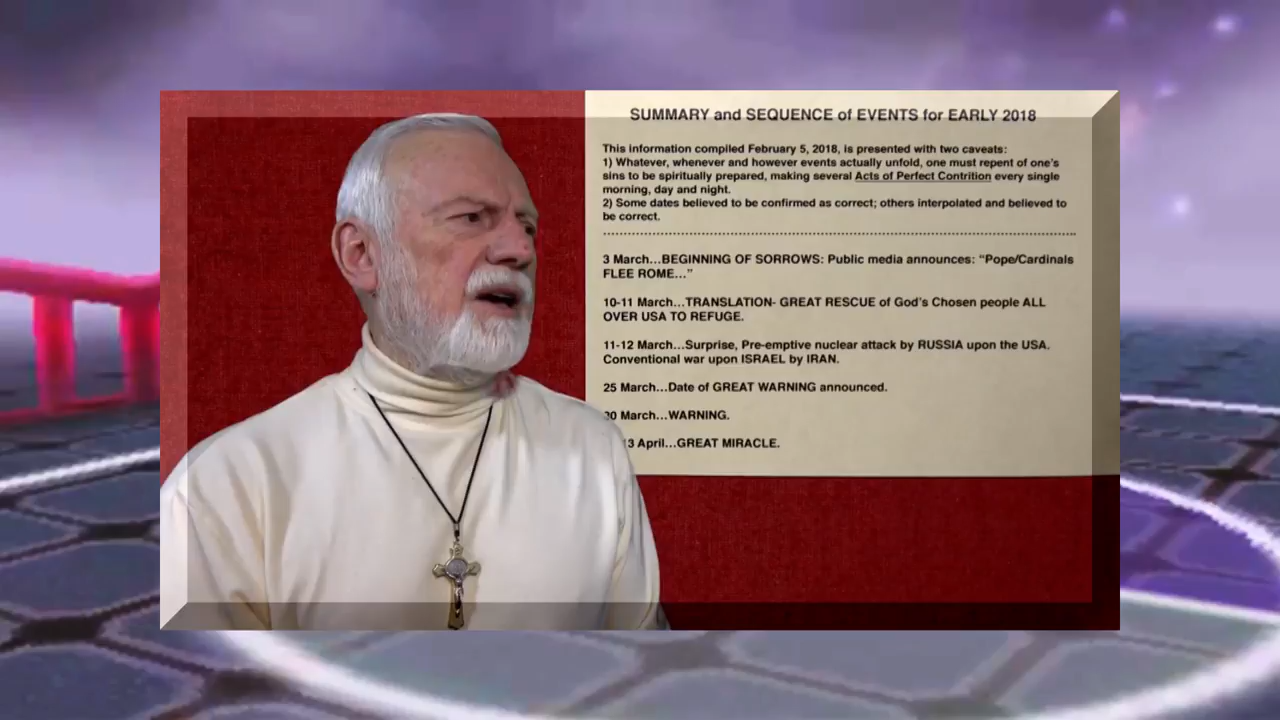 SUMMARY and SEQUENCE of EVENTS for EARLY 2018
This information compiled February 5, 2018, is presented with two caveats:
1) Whatever, whenever and however events actually unfold, one must repent of one's
sins to be spiritually prepared, making several Acts of Perfect Contrition every single
morning, day and night.
2) Some dates believed to be confirmed as correct; others interpolated and believed to
be correct.
3 March...BEGINNING OF SORROWS: Public media announces: “Pope/Cardinals
FLEE ROME...”
10-11 March...TRANSLATION- GREAT RESCUE of God's Chosen people ALL
OVER USA TO REFUGE.
11-12 March...Surprise, Pre-emptive nuclear attack by RUSSIA upon the USA.
Conventional war upon ISRAEL by IRAN.
25 March...Date of GREAT WARNING announced.
30 March...WARNING.
April...GREAT MIRACLE.